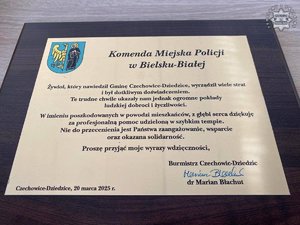 Komenda Miejska Policji
w Bielsku-Białej
Żywioł, który nawiedził Gminę Czechowice-Dziedzice, wyrządził wiele strat
i był dotkliwym doświadczeniem.
Te trudne chwile ukazały nam jednak ogromne pokłady
ludzkiej dobroci i życzliwości.
W imieniu poszkodowanych w powodzi mieszkańców, z głębi serca dziękuję
za profesjonalną pomoc udzieloną w szybkim tempie.
Nie do przecenienia jest Państwa zaangażowanie, wsparcie
oraz okazana solidarność.
Proszę przyjąć moje wyrazy wdzięczności,
Burmistrz Czechowic-Dziedzic
Marian Błachut
dr Marian Błachut
Czechowice-Dziedzice, 20 marca 2025 r.